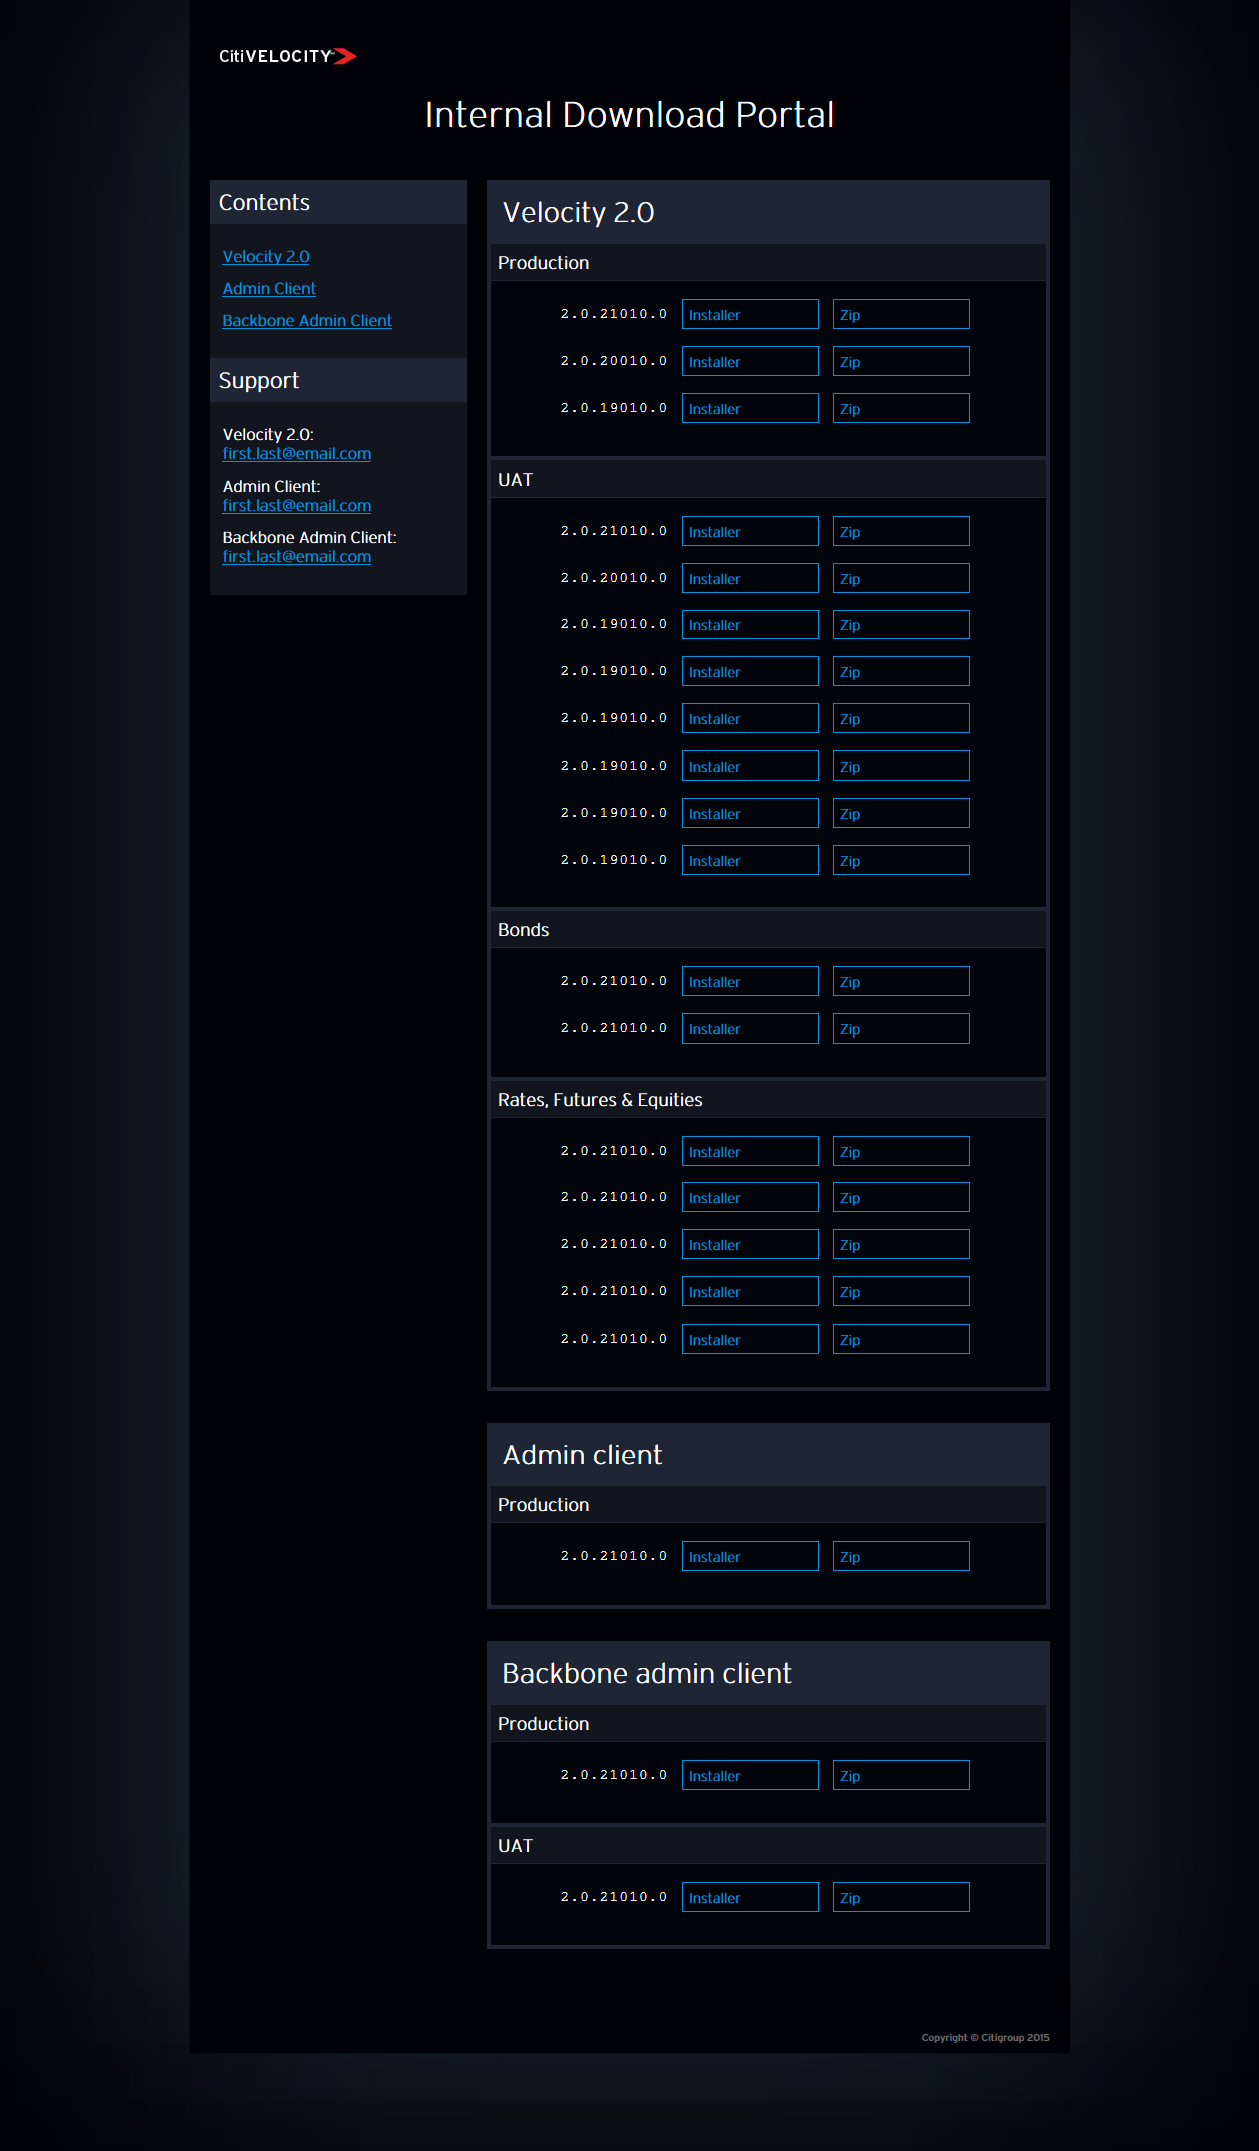 CitiVELOCITY
Internal Download Portal
Contents
Velocity 2.0
Admin Client
Backbone Admin Client
Support
Velocity 2.0:
first.last@email.com
Admin Client:
first.last@email.com
Backbone Admin Client:
first.last@email.com
Velocity 2.0
Production
2.0.21010.0 Installer Zip
2.0.20010.0 Installer Zip
2.0.19010.0 Installer Zip
UAT
2.0.21010.0 Installer Zip
2.0.20010.0 Installer Zip
2.0.19010.0 Installer Zip
2.0.19010.0 Installer Zip
2.0.19010.0 Installer Zip
2.0.19010.0 Installer Zip
2.0.19010.0 Installer Zip
2.0.19010.0 Installer Zip
Bonds
2.0.21010.0 Installer Zip
2.0.21010.0 Installer Zip
Rates, Futures & Equities
2.0.21010.0 Installer Zip
2.0.21010.0 Installer Zip
2.0.21010.0 Installer Zip
2.0.21010.0 Installer Zip
2.0.21010.0 Installer Zip
Admin client
Production
2.0.21010.0 Installer Zip
Backbone admin client
Production
2.0.21010.0 Installer Zip
UAT
2.0.21010.0 Installer Zip
Copyright © Citigroup 2015